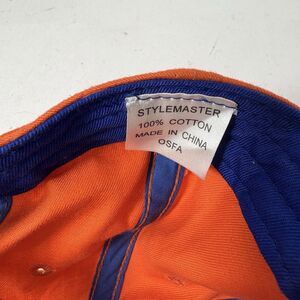 STYLEMASTER
100% COTTON
MADE IN CHINA
OSFA